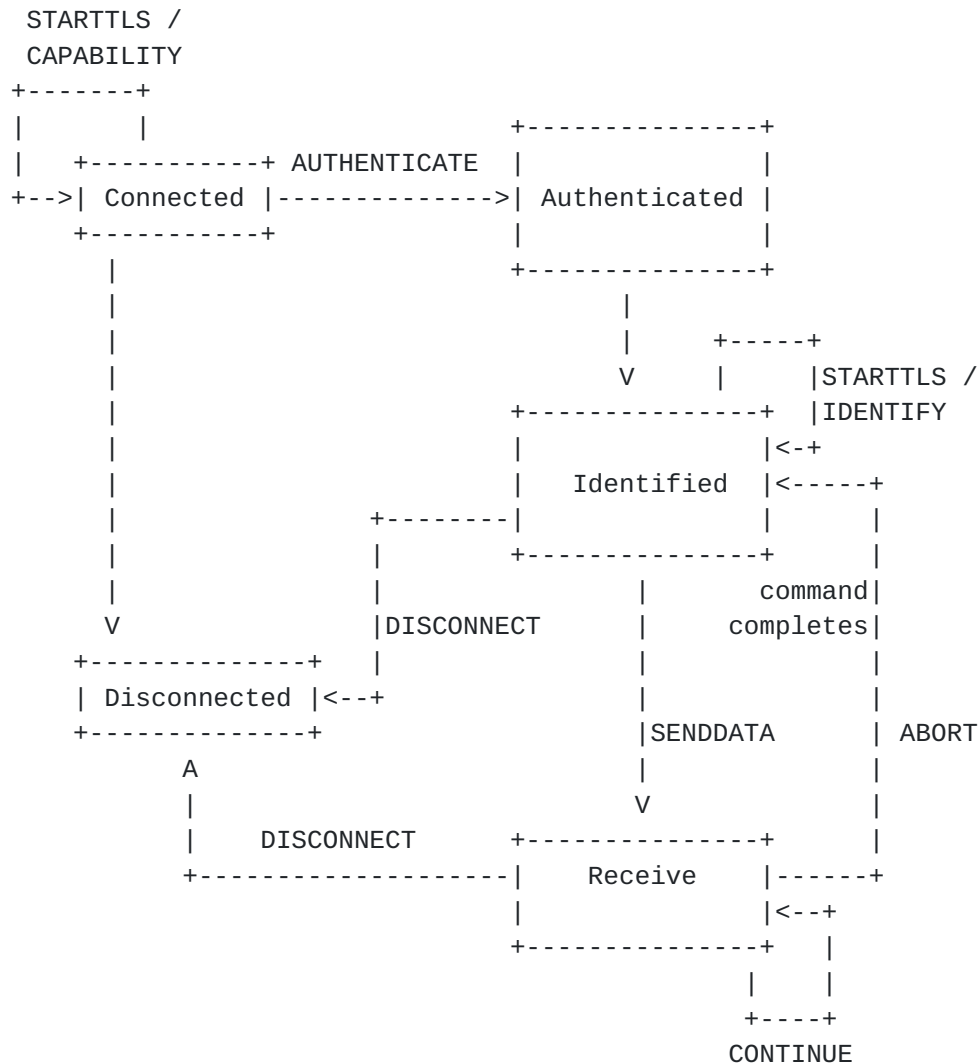 STARTTLS /
CAPABILITY
AUTHENTICATE
Connected
Authenticated
STARTTLS /
IDENTIFY
Identified
command
DISCONNECT
completes
Disconnected
SENDDATA
ABORT
DISCONNECT
Receive
CONTINUE